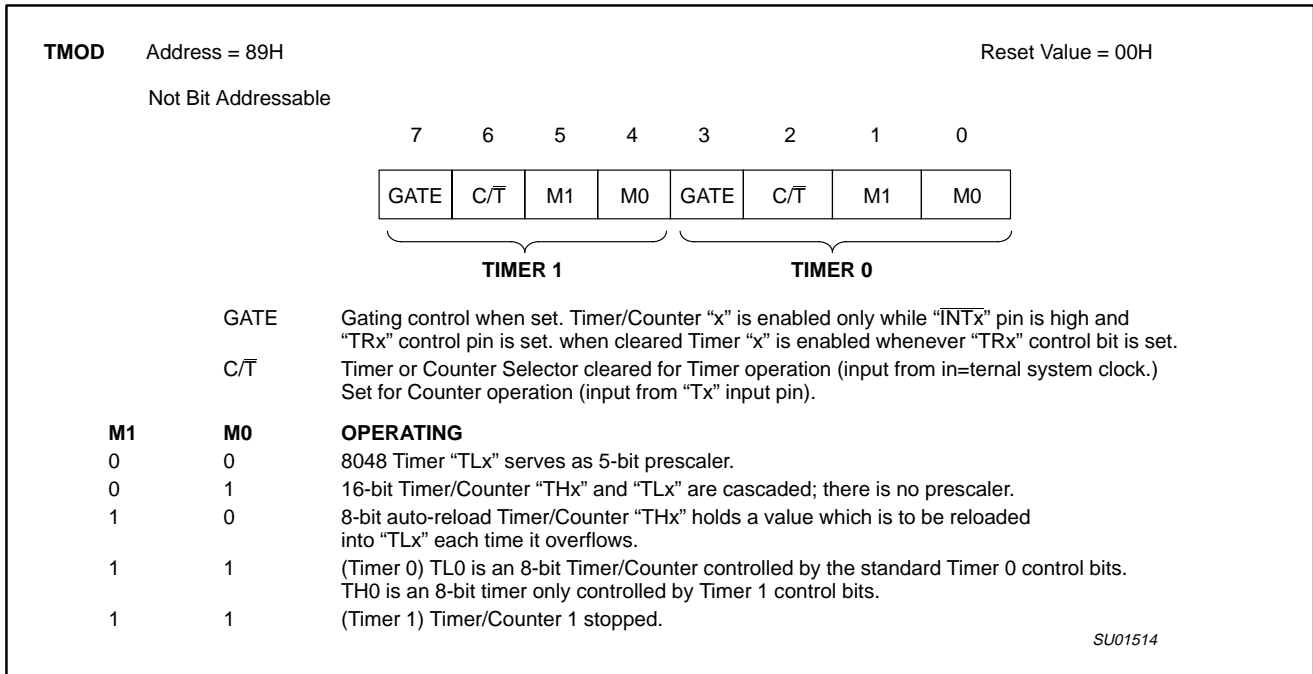 TMOD Address = 89H Reset Value = 00H
Not Bit Addressable
7 6 5 4 3 2 1 0
GATE C/T̅ M1 M0 GATE C/T̅ M1 M0
TIMER 1 TIMER 0
GATE Gating control when set. Timer/Counter “x” is enabled only while “I̅N̅T̅x̅” pin is high and
“TRx” control pin is set. when cleared Timer “x” is enabled whenever “TRx” control bit is set.
C/T̅ Timer or Counter Selector cleared for Timer operation (input from in=ternal system clock.)
Set for Counter operation (input from “Tx” input pin).
M1 M0 OPERATING
0 0 8048 Timer “TLx” serves as 5-bit prescaler.
0 1 16-bit Timer/Counter “THx” and “TLx” are cascaded; there is no prescaler.
1 0 8-bit auto-reload Timer/Counter “THx” holds a value which is to be reloaded
into “TLx” each time it overflows.
1 1 (Timer 0) TL0 is an 8-bit Timer/Counter controlled by the standard Timer 0 control bits.
TH0 is an 8-bit timer only controlled by Timer 1 control bits.
1 1 (Timer 1) Timer/Counter 1 stopped.
SU01514